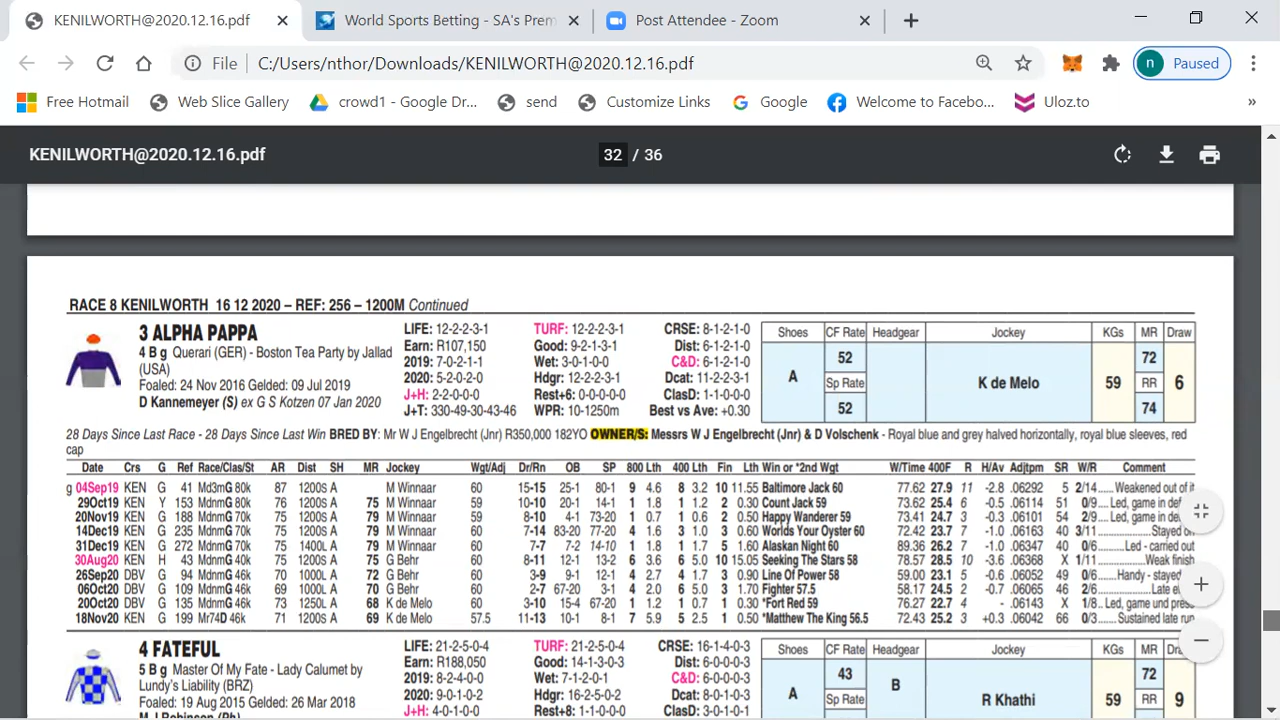 KENILWORTH@2020.12.16.pdf
World Sports Betting - SA's Prem
Post Attendee - Zoom
File C:/Users/nthor/Downloads/KENILWORTH@2020.12.16.pdf
n Paused
Free Hotmail Web Slice Gallery crowd1 - Google Dr... send Customize Links Google Welcome to Facebo... Uloz.to »
KENILWORTH@2020.12.16.pdf 32 / 36
RACE 8 KENILWORTH 16 12 2020 – REF: 256 – 1200M Continued
3 ALPHA PAPPA
4 B g Querari (GER) - Boston Tea Party by Jallad
(USA)
Foaled: 24 Nov 2016 Gelded: 09 Jul 2019
D Kannemeyer (S) ex G S Kotzen 07 Jan 2020
LIFE: 12-2-2-3-1 TURF: 12-2-2-3-1 CRSE: 8-1-2-1-0
Earn: R107,150 Good: 9-2-1-3-1 Dist: 6-1-2-1-0
2019: 7-0-2-1-1 Wet: 3-0-1-0-0 C&D: 6-1-2-1-0
2020: 5-2-0-2-0 Hdgr: 12-2-2-3-1 Dcat: 11-2-2-3-1
J+H: 2-2-0-0-0 Rest+6: 0-0-0-0-0 ClasD: 1-1-0-0-0
J+T: 330-49-30-43-46 WPR: 10-1250m Best vs Ave: +0.30
Shoes CF Rate Headgear Jockey KGs MR Draw
A 52 K de Melo 59 72 6
Sp Rate RR
52 74
28 Days Since Last Race - 28 Days Since Last Win BRED BY: Mr W J Engelbrecht (Jnr) R350,000 182YO OWNER/S: Messrs W J Engelbrecht (Jnr) & D Volschenk - Royal blue and grey halved horizontally, royal blue sleeves, red
cap
Date Crs G Ref Race/Clas/St AR Dist SH MR Jockey Wgt/Adj Dr/Rn OB SP 800 Lth 400 Lth Fin Lth Win or *2nd Wgt W/Time 400F R H/Av Adjtpm SR W/R Comment
g 04Sep19 KEN G 41 Md3mG 80k 87 1200S A M Winnaar 60 15-15 25-1 80-1 9 4.6 8 3.2 10 11.55 Baltimore Jack 60 77.62 27.9 11 -2.8 .06292 5 2/14 ......Weakened out of it
29Oct19 KEN Y 153 MdnmG 80k 76 1200S A 75 M Winnaar 59 10-10 20-1 14-1 1 1.8 1 1.2 2 0.30 Count Jack 59 73.62 25.4 2 -0.5 .06114 51 0/9 ...Led, game in def
20Nov19 KEN G 188 MdnmG 70k 75 1200S A 79 M Winnaar 59 8-10 4-1 73-20 1 0.7 1 0.6 2 0.50 Happy Wanderer 59 73.41 24.7 3 -0.3 .06101 54 2/9 ...Led, game in de
14Dec19 KEN G 235 MdnmG 70k 75 1200S A 79 M Winnaar 60 7-14 83-20 77-20 4 1.6 3 1.0 3 0.60 Worlds Your Oyster 60 72.42 23.7 7 -1.0 .06163 40 3/11 ..................Stayed o
31Dec19 KEN G 272 MdnmG 70k 75 1400L A 79 M Winnaar 60 7-7 7-2 14-10 1 1.8 1 1.7 5 1.60 Alaskan Night 60 89.36 26.2 7 -1.0 .06347 40 0/6 ............Led - carried out
30Aug20 KEN H 43 MdnmG 40k 75 1200S A 75 G Behr 60 8-11 12-1 13-2 6 3.6 6 5.0 10 15.05 Seeking The Stars 58 78.57 28.5 10 -3.6 .06368 X 1/11 ...................Weak finish
26Sep20 DBV G 94 MdnmG 46k 70 1000L A 72 G Behr 60 3-9 9-1 12-1 4 2.7 4 1.7 3 0.90 Line Of Power 58 59.00 23.1 5 -0.6 .06052 49 0/6 .........Handy - stayed
06Oct20 DBV G 109 MdnmG 46k 69 1000L A 70 G Behr 60 2-7 67-20 3-1 4 2.0 6 5.0 3 1.70 Fighter 57.5 58.17 24.5 2 -0.7 .06065 46 2/6 ......................Late e
20Oct20 DBV G 135 MdnmG 46k 73 1250L A 68 K de Melo 60 3-10 15-4 67-20 1 1.2 1 0.7 1 0.30 *Fort Red 59 76.27 22.7 4 - .06143 X 1/8 .. Led, game und press
18Nov20 KEN G 199 Mr74D 46k 71 1200S A 69 K de Melo 57.5 11-13 10-1 8-1 7 5.9 5 2.5 1 0.50 *Matthew The King 56.5 72.43 25.2 3 +0.3 .06042 66 0/3 ......Sustained late run
4 FATEFUL
5 B g Master Of My Fate - Lady Calumet by
Lundy's Liability (BRZ)
Foaled: 19 Aug 2015 Gelded: 26 Mar 2018
M J Robinson (Ph)
LIFE: 21-2-5-0-4 TURF: 21-2-5-0-4 CRSE: 16-1-4-0-3
Earn: R188,050 Good: 14-1-3-0-3 Dist: 6-0-0-0-3
2019: 8-2-4-0-0 Wet: 7-1-2-0-1 C&D: 6-0-0-0-3
2020: 9-0-1-0-2 Hdgr: 16-2-5-0-2 Dcat: 8-0-1-0-3
J+H: 4-0-1-0-0 Rest+8: 1-0-0-0-0 ClasD: 3-0-1-0-1
Shoes CF Rate Headgear Jockey KGs MR Draw
A 43 B R Khathi 59 72 9
Sp Rate RR